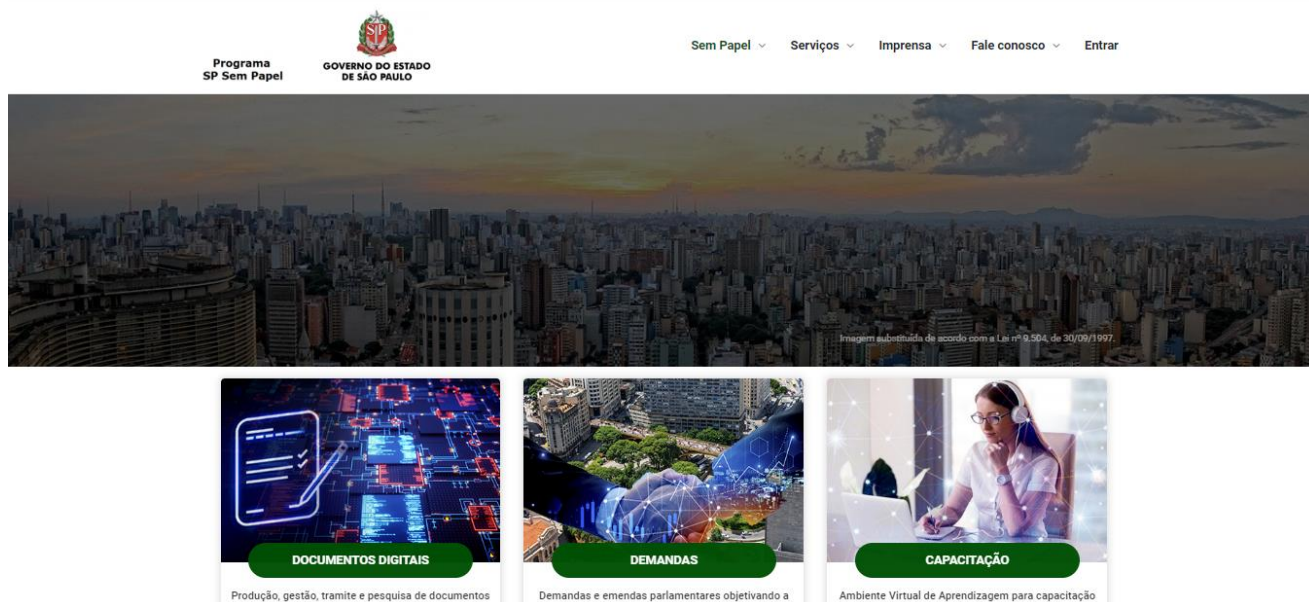 Programa
SP Sem Papel
SP
GOVERNO DO ESTADO
DE SÃO PAULO
Sem Papel
Serviços
Imprensa
Fale conosco
Entrar
Imagem substituída de acordo com a Lei nº 9.504, de 30/09/1997.
DOCUMENTOS DIGITAIS
DEMANDAS
CAPACITAÇÃO
Produção, gestão, tramite e pesquisa de documentos
Demandas e emendas parlamentares objetivando a
Ambiente Virtual de Aprendizagem para capacitação